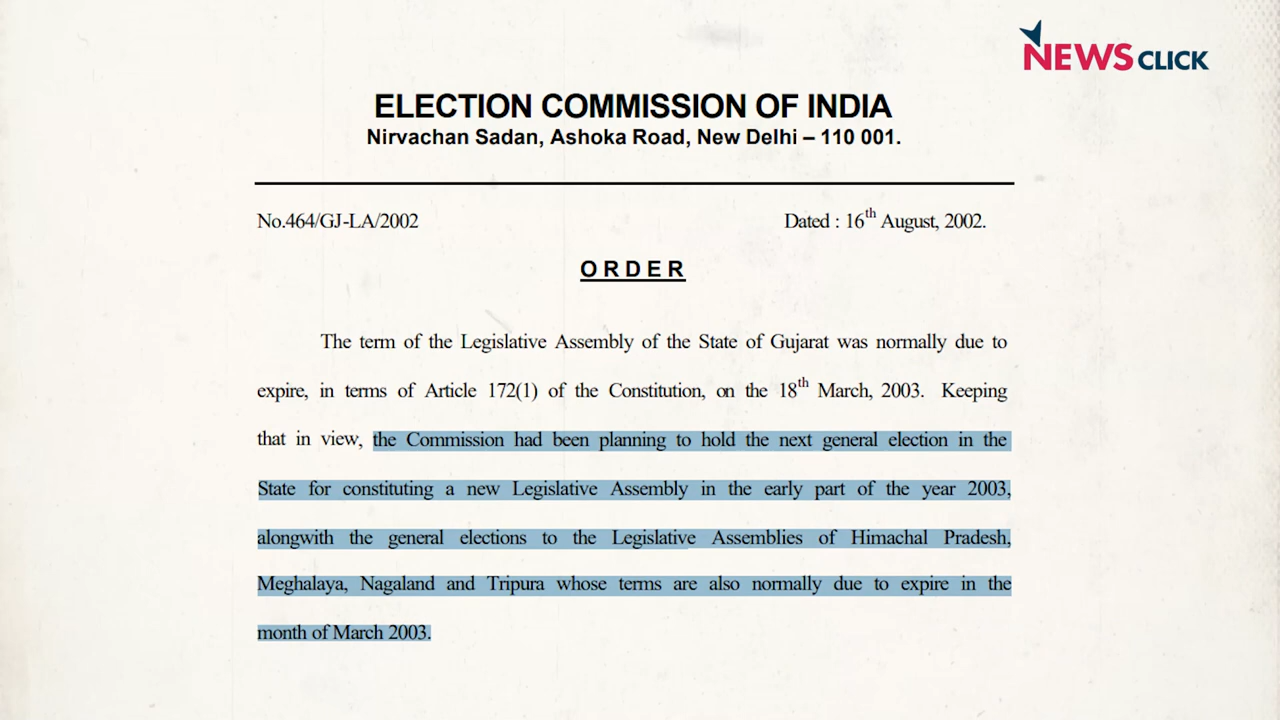 NEWSCLICK
ELECTION COMMISSION OF INDIA
Nirvachan Sadan, Ashoka Road, New Delhi – 110 001.
No.464/GJ-LA/2002 Dated : 16th August, 2002.
O R D E R
The term of the Legislative Assembly of the State of Gujarat was normally due to
expire, in terms of Article 172(1) of the Constitution, on the 18th March, 2003. Keeping
that in view, the Commission had been planning to hold the next general election in the
State for constituting a new Legislative Assembly in the early part of the year 2003,
alongwith the general elections to the Legislative Assemblies of Himachal Pradesh,
Meghalaya, Nagaland and Tripura whose terms are also normally due to expire in the
month of March 2003.